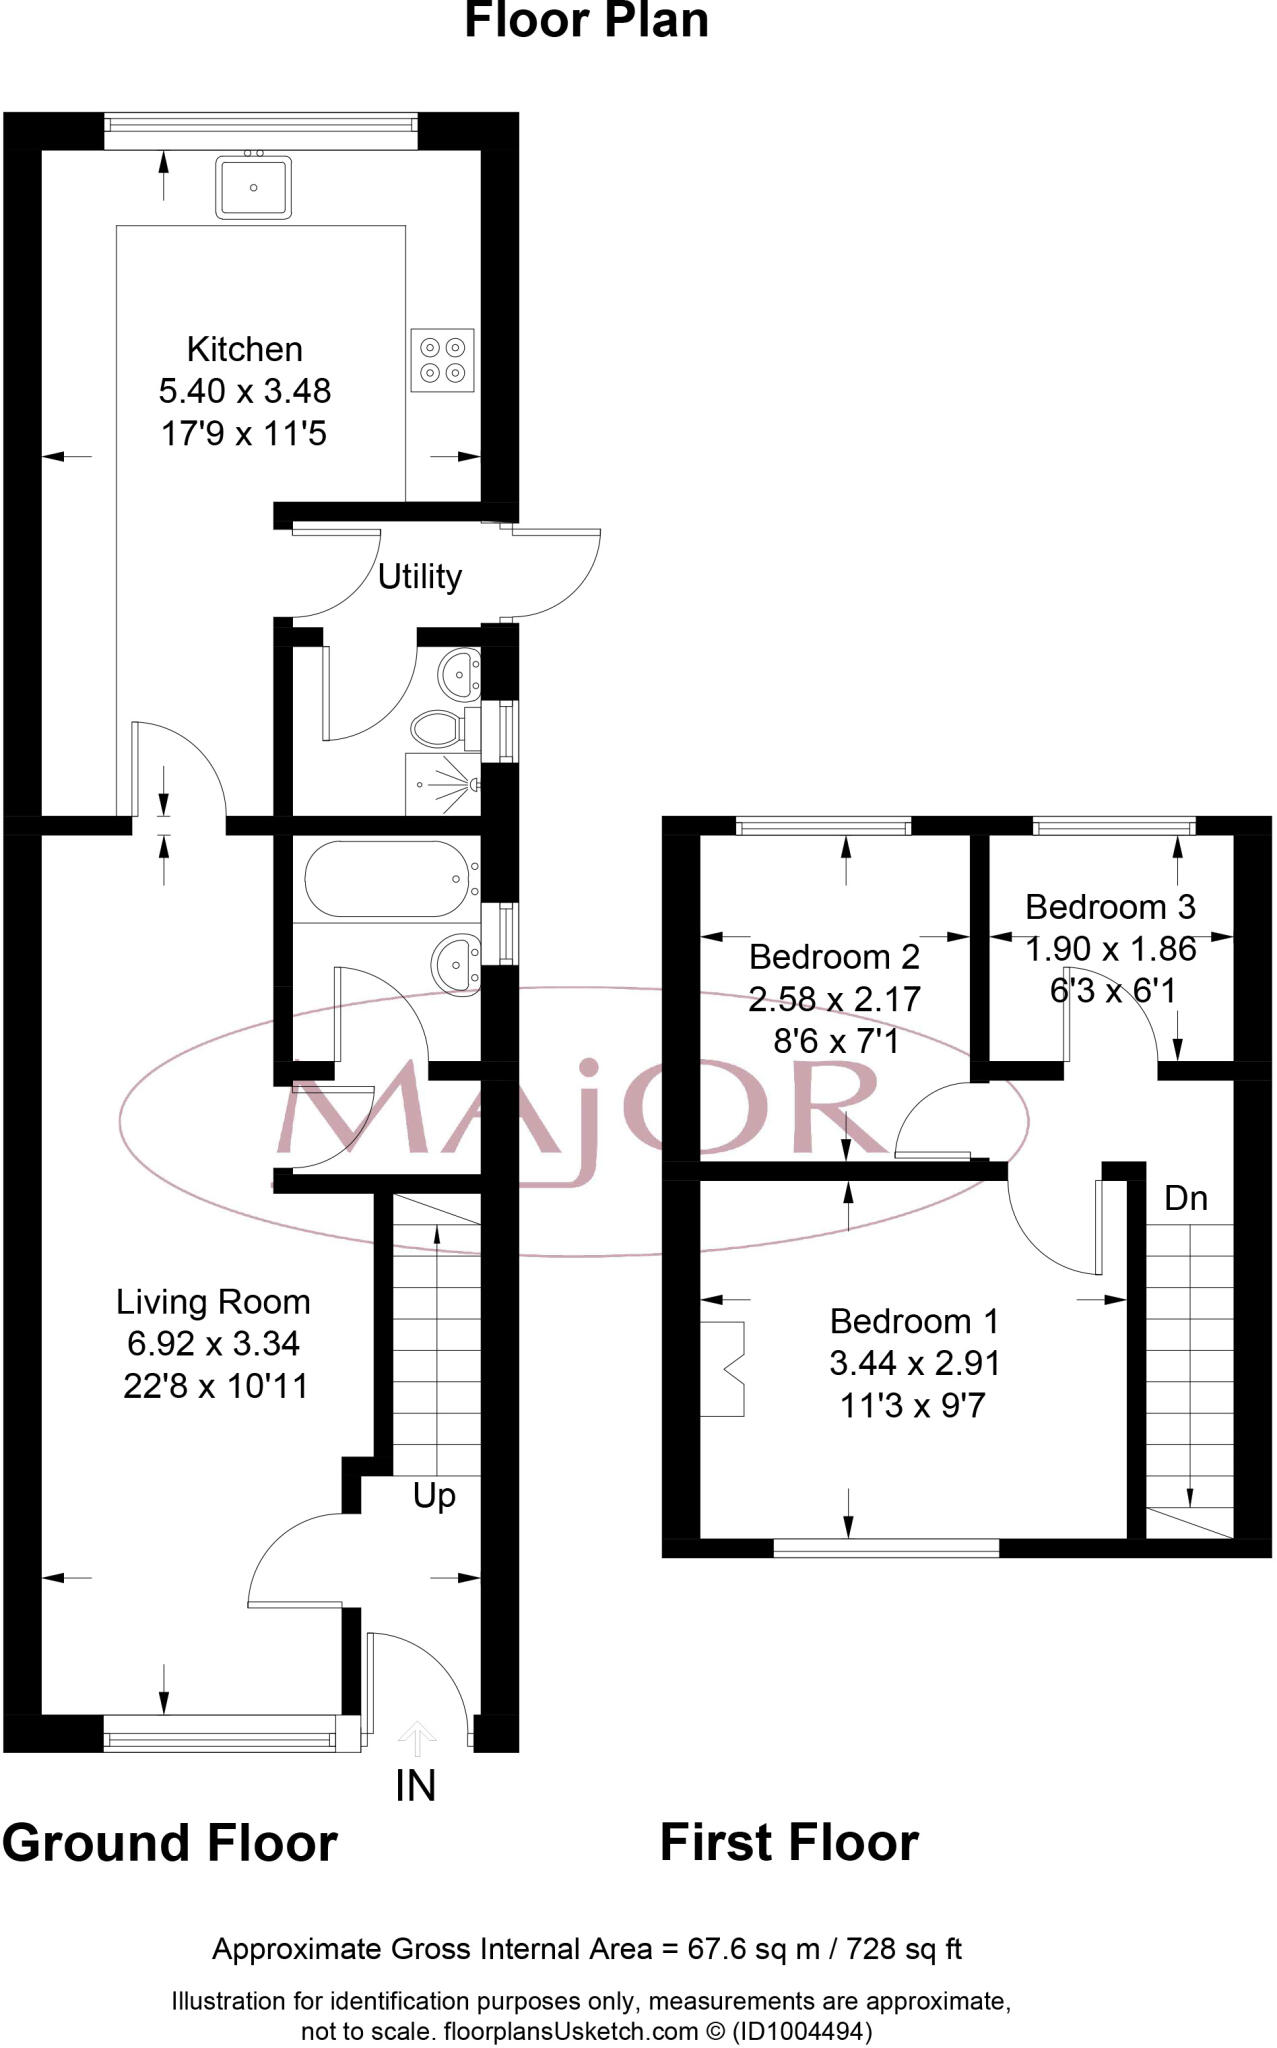 Floor Plan
Kitchen
5.40 x 3.48
17'9 x 11'5
Utility
Bedroom 3
1.90 x 1.86
6'3 x 6'1
Bedroom 2
2.58 x 2.17
8'6 x 7'1
MAjOR
Dn
Living Room
6.92 x 3.34
22'8 x 10'11
Bedroom 1
3.44 x 2.91
11'3 x 9'7
Up
IN
Ground Floor
First Floor
Approximate Gross Internal Area = 67.6 sq m / 728 sq ft
Illustration for identification purposes only, measurements are approximate,
not to scale. floorplansUsketch.com © (ID1004494)